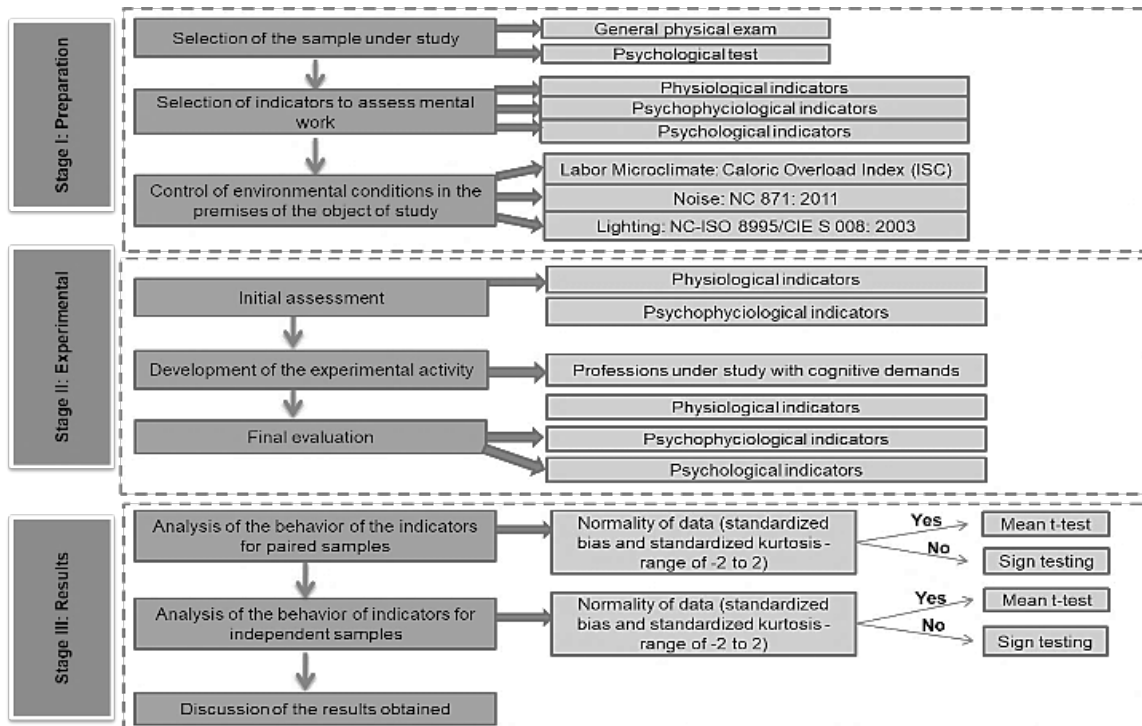 Stage I: Preparation
Selection of the sample under study
General physical exam
Psychological test
Selection of indicators to assess mental
work
Physiological indicators
Psychophyciological indicators
Psychological indicators
Control of environmental conditions in the
premises of the object of study
Labor Microclimate: Caloric Overload Index (ISC)
Noise: NC 871: 2011
Lighting: NC-ISO 8995/CIE S 008: 2003
Stage II: Experimental
Initial assessment
Physiological indicators
Psychophyciological indicators
Development of the experimental activity
Professions under study with cognitive demands
Final evaluation
Physiological indicators
Psychophyciological indicators
Psychological indicators
Stage III: Results
Analysis of the behavior of the indicators
for paired samples
Normality of data (standardized
bias and standardized kurtosis -
range of -2 to 2)
Yes
Mean t-test
No
Sign testing
Analysis of the behavior of indicators for
independent samples
Normality of data (standardized
bias and standardized kurtosis -
range of -2 to 2)
Yes
Mean t-test
No
Sign testing
Discussion of the results obtained